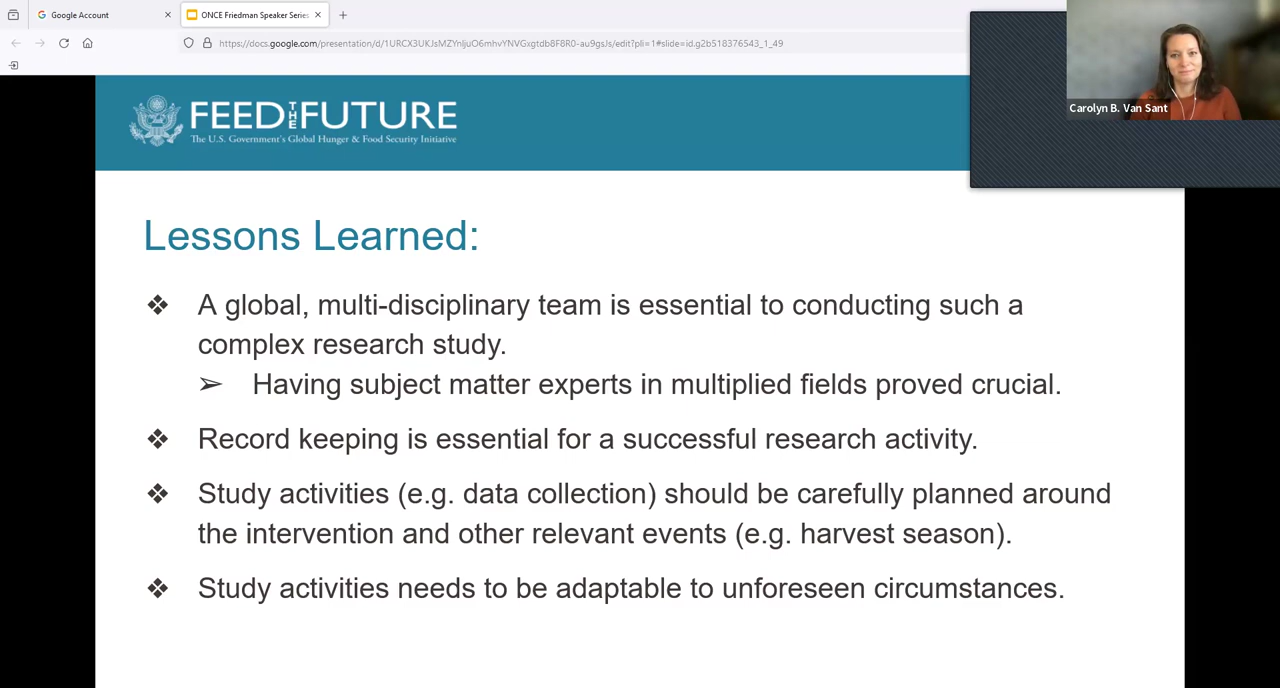 Google Account
ONCE Friedman Speaker Series
https://docs.google.com/presentation/d/1URCX3UKJsMZYnIjuO6mhvYNVGxgtdb8F8R0-au9gsJs/edit?pli=1#slide=id.g2b518376543_1_49
Carolyn B. Van Sant
FEED THE FUTURE
The U.S. Government's Global Hunger & Food Security Initiative
Lessons Learned:
❖ A global, multi-disciplinary team is essential to conducting such a
complex research study.
➢ Having subject matter experts in multiplied fields proved crucial.
❖ Record keeping is essential for a successful research activity.
❖ Study activities (e.g. data collection) should be carefully planned around
the intervention and other relevant events (e.g. harvest season).
❖ Study activities needs to be adaptable to unforeseen circumstances.